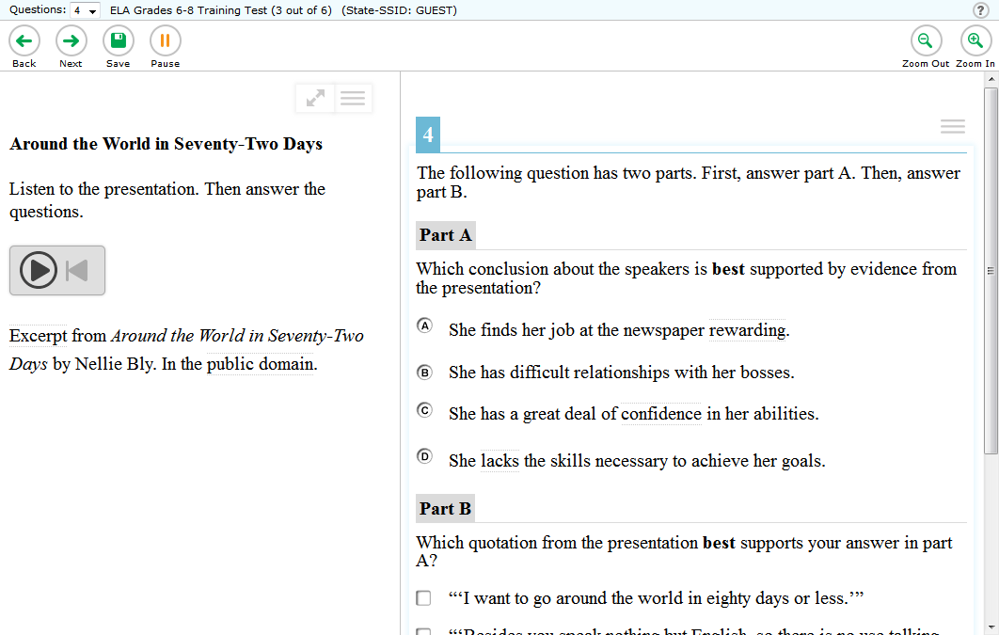 Questions: 4 ELA Grades 6-8 Training Test (3 out of 6) (State-SSID: GUEST) ?
Back Next Save Pause Zoom Out Zoom In
Around the World in Seventy-Two Days
Listen to the presentation. Then answer the
questions.
Excerpt from Around the World in Seventy-Two
Days by Nellie Bly. In the public domain.
4
The following question has two parts. First, answer part A. Then, answer
part B.
Part A
Which conclusion about the speakers is best supported by evidence from
the presentation?
A She finds her job at the newspaper rewarding.
B She has difficult relationships with her bosses.
C She has a great deal of confidence in her abilities.
D She lacks the skills necessary to achieve her goals.
Part B
Which quotation from the presentation best supports your answer in part
A?
“‘I want to go around the world in eighty days or less.’”
“‘Besides you speak nothing but English, so there is no use talking